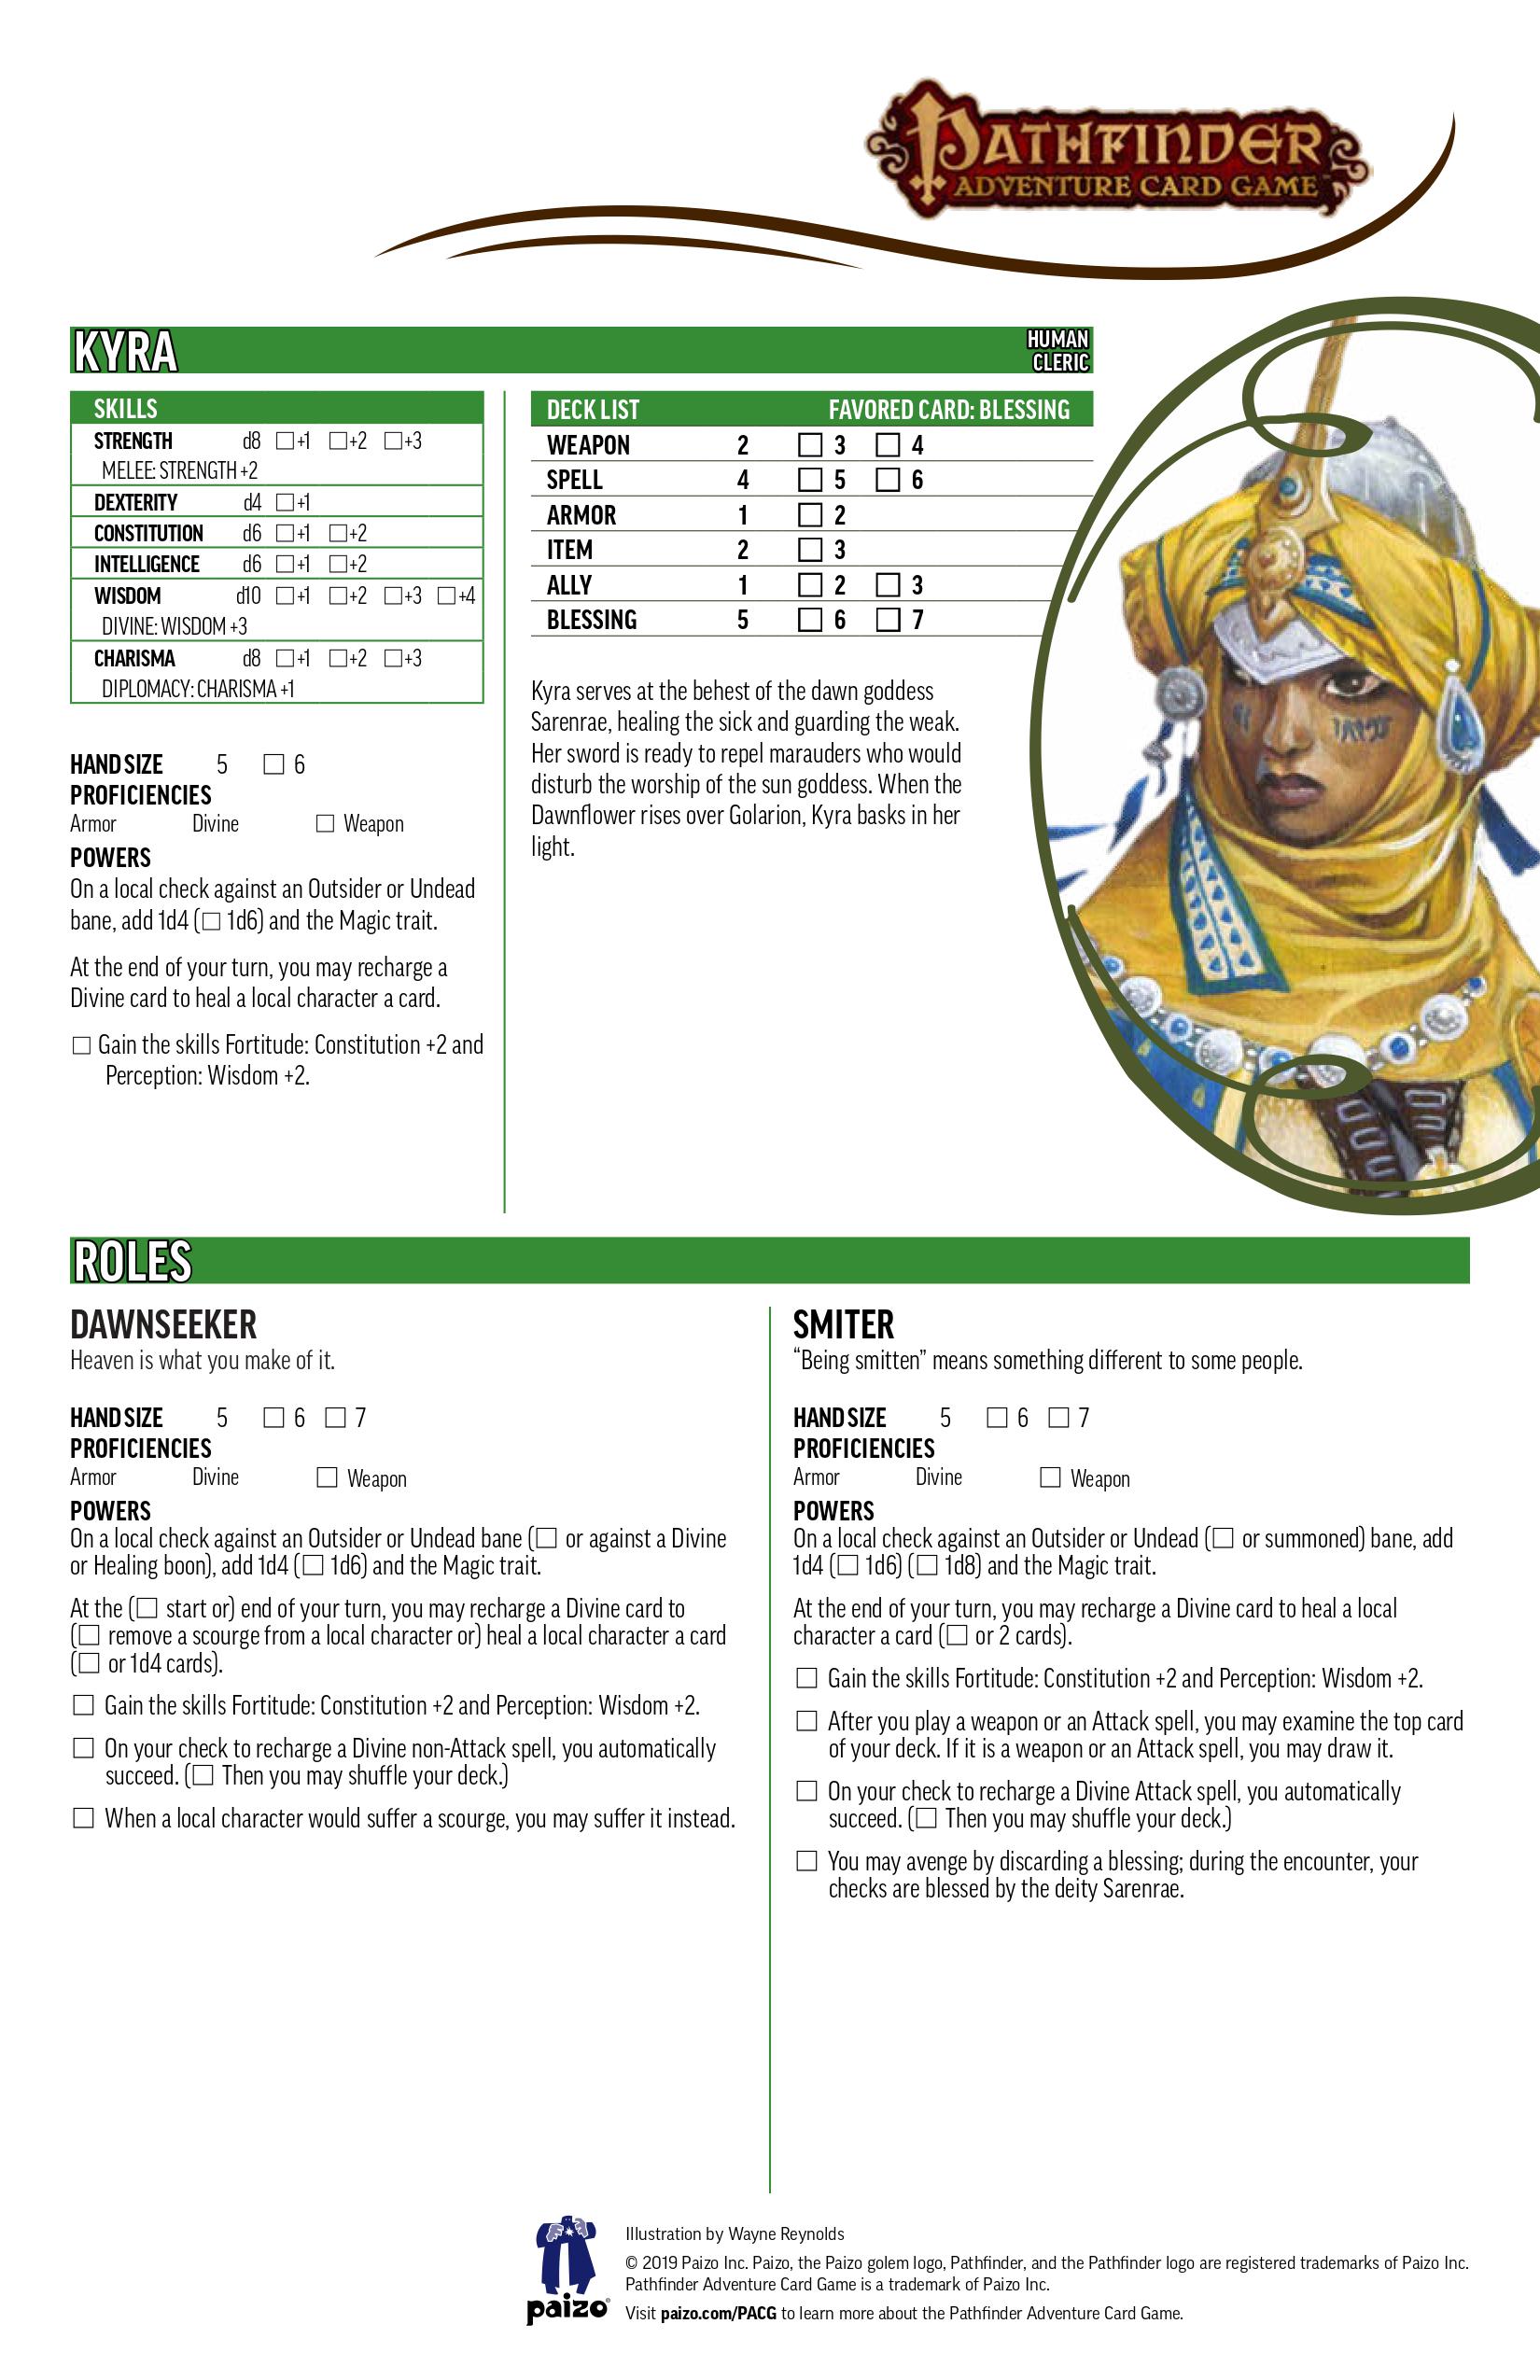 PATHFINDER
ADVENTURE CARD GAME
KYRA
HUMAN
CLERIC
SKILLS
STRENGTH d8 ☐+1 ☐+2 ☐+3
MELEE: STRENGTH +2
DEXTERITY d4 ☐+1
CONSTITUTION d6 ☐+1 ☐+2
INTELLIGENCE d6 ☐+1 ☐+2
WISDOM d10 ☐+1 ☐+2 ☐+3 ☐+4
DIVINE: WISDOM +3
CHARISMA d8 ☐+1 ☐+2 ☐+3
DIPLOMACY: CHARISMA +1
HAND SIZE 5 ☐ 6
PROFICIENCIES
Armor Divine ☐ Weapon
POWERS
On a local check against an Outsider or Undead
bane, add 1d4 (☐ 1d6) and the Magic trait.
At the end of your turn, you may recharge a
Divine card to heal a local character a card.
☐ Gain the skills Fortitude: Constitution +2 and
Perception: Wisdom +2.
DECK LIST FAVORED CARD: BLESSING
WEAPON 2 ☐ 3 ☐ 4
SPELL 4 ☐ 5 ☐ 6
ARMOR 1 ☐ 2
ITEM 2 ☐ 3
ALLY 1 ☐ 2 ☐ 3
BLESSING 5 ☐ 6 ☐ 7
Kyra serves at the behest of the dawn goddess
Sarenrae, healing the sick and guarding the weak.
Her sword is ready to repel marauders who would
disturb the worship of the sun goddess. When the
Dawnflower rises over Golarion, Kyra basks in her
light.
ROLES
DAWNSEEKER
Heaven is what you make of it.
HAND SIZE 5 ☐ 6 ☐ 7
PROFICIENCIES
Armor Divine ☐ Weapon
POWERS
On a local check against an Outsider or Undead bane (☐ or against a Divine
or Healing boon), add 1d4 (☐ 1d6) and the Magic trait.
At the (☐ start or) end of your turn, you may recharge a Divine card to
(☐ remove a scourge from a local character or) heal a local character a card
(☐ or 1d4 cards).
☐ Gain the skills Fortitude: Constitution +2 and Perception: Wisdom +2.
☐ On your check to recharge a Divine non-Attack spell, you automatically
succeed. (☐ Then you may shuffle your deck.)
☐ When a local character would suffer a scourge, you may suffer it instead.
SMITER
“Being smitten” means something different to some people.
HAND SIZE 5 ☐ 6 ☐ 7
PROFICIENCIES
Armor Divine ☐ Weapon
POWERS
On a local check against an Outsider or Undead (☐ or summoned) bane, add
1d4 (☐ 1d6) (☐ 1d8) and the Magic trait.
At the end of your turn, you may recharge a Divine card to heal a local
character a card (☐ or 2 cards).
☐ Gain the skills Fortitude: Constitution +2 and Perception: Wisdom +2.
☐ After you play a weapon or an Attack spell, you may examine the top card
of your deck. If it is a weapon or an Attack spell, you may draw it.
☐ On your check to recharge a Divine Attack spell, you automatically
succeed. (☐ Then you may shuffle your deck.)
☐ You may avenge by discarding a blessing; during the encounter, your
checks are blessed by the deity Sarenrae.
paizo®
Illustration by Wayne Reynolds
© 2019 Paizo Inc. Paizo, the Paizo golem logo, Pathfinder, and the Pathfinder logo are registered trademarks of Paizo Inc.
Pathfinder Adventure Card Game is a trademark of Paizo Inc.
Visit paizo.com/PACG to learn more about the Pathfinder Adventure Card Game.